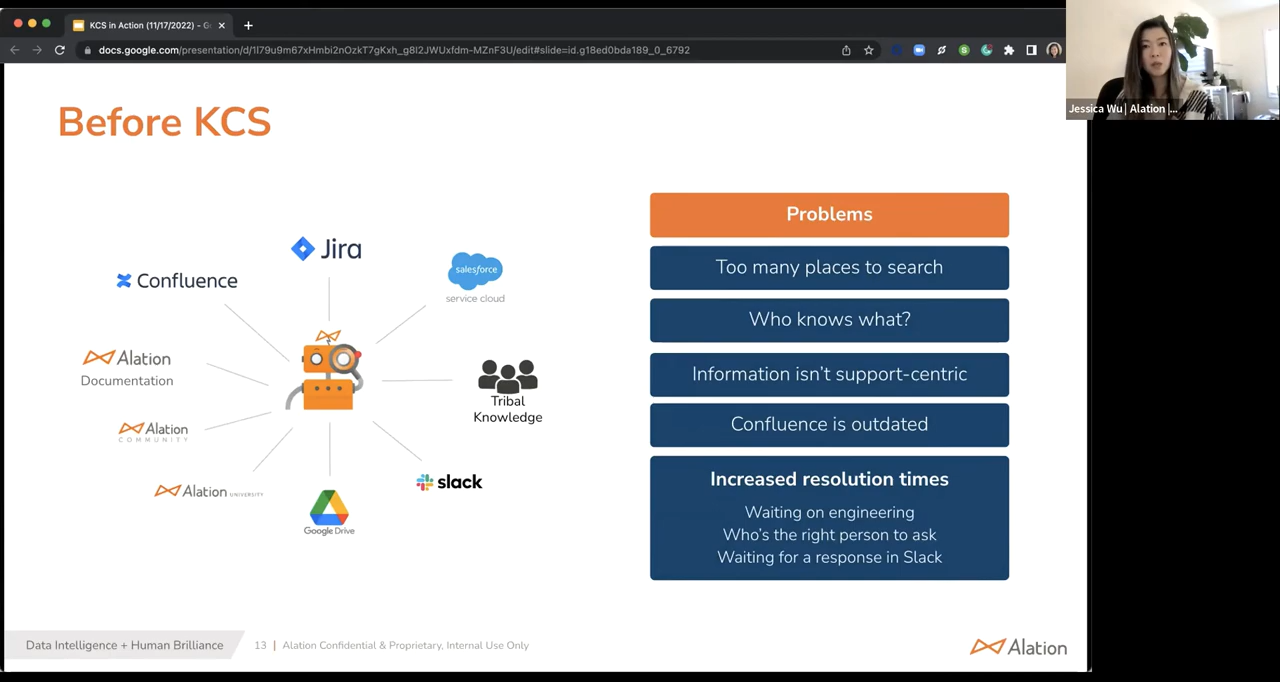 KCS in Action (11/17/2022) - G
docs.google.com/presentation/d/1l79u9m67xHmbi2nOzkT7gKxh_g8l2JWUxfdm-MZnF3U/edit#slide=id.g18ed0bda189_0_6792
Jessica Wu | Alation |...
Before KCS
Jira
Confluence
salesforce
service cloud
Alation
Documentation
Tribal
Knowledge
Alation
COMMUNITY
Alation UNIVERSITY
slack
Google Drive
Problems
Too many places to search
Who knows what?
Information isn't support-centric
Confluence is outdated
Increased resolution times
Waiting on engineering
Who's the right person to ask
Waiting for a response in Slack
Data Intelligence + Human Brilliance
13 | Alation Confidential & Proprietary, Internal Use Only
Alation